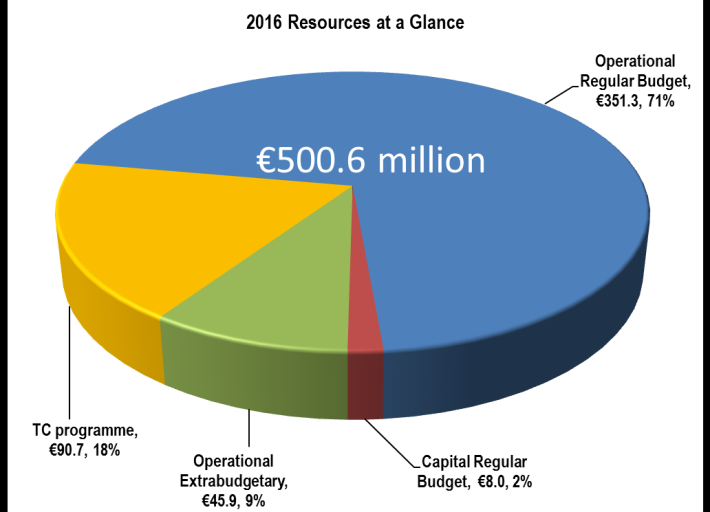 2016 Resources at a Glance
Operational
Regular Budget,
€351.3, 71%
€500.6 million
TC programme,
€90.7, 18%
Operational
Extrabudgetary,
€45.9, 9%
Capital Regular
Budget, €8.0, 2%